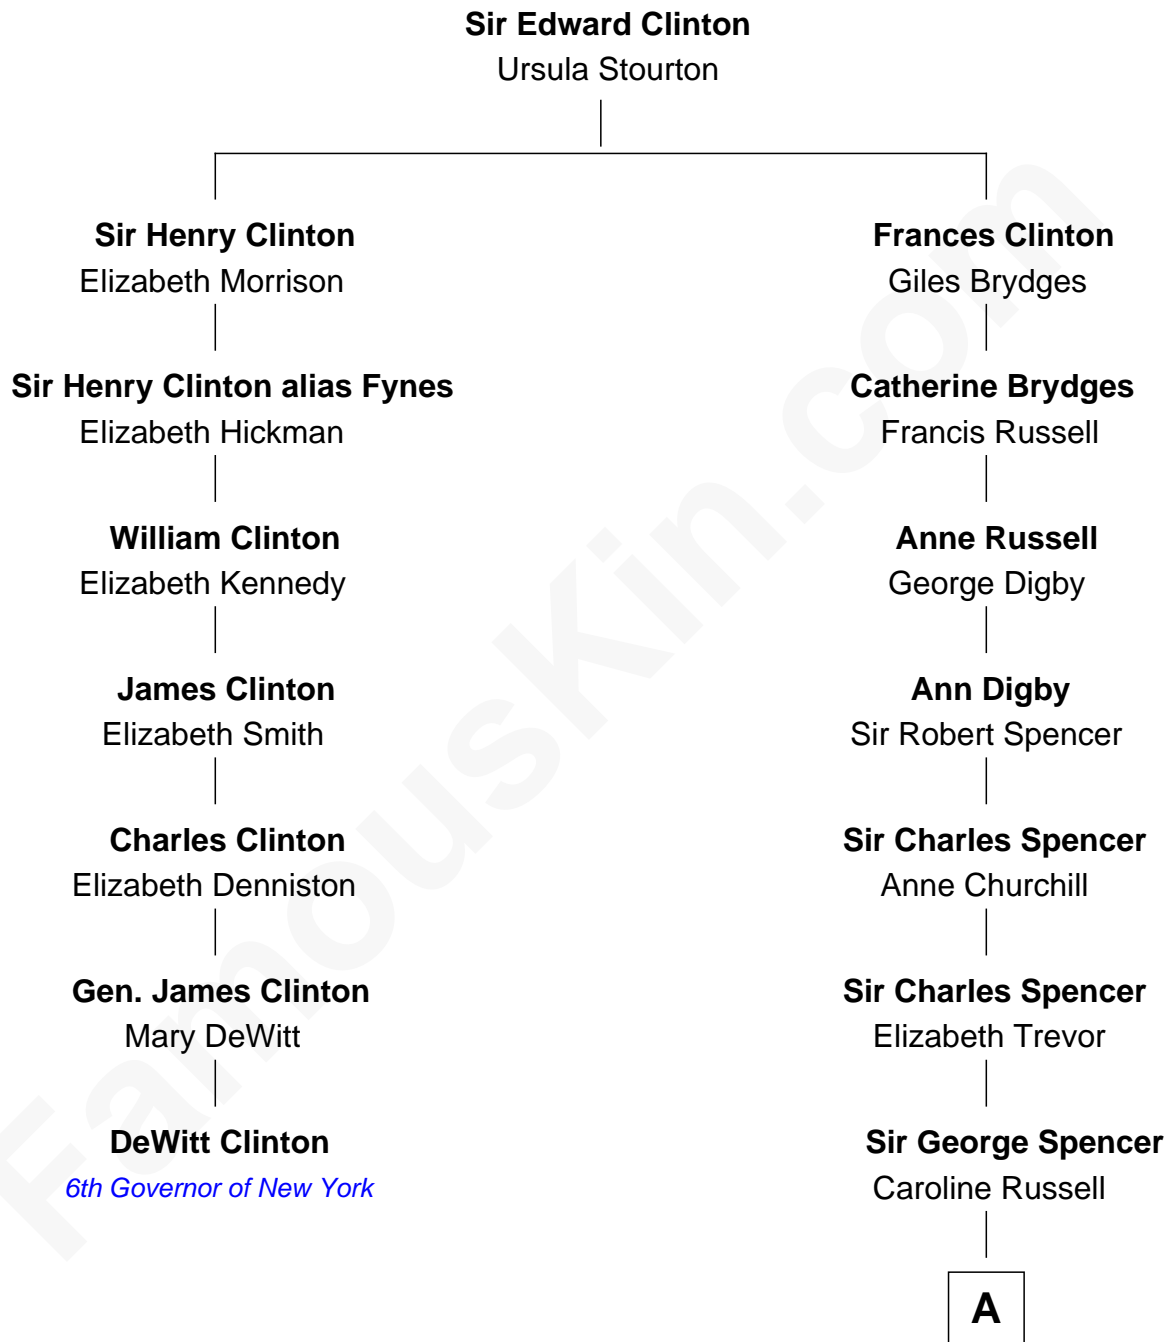 Sir Edward Clinton
Ursula Stourton
Sir Henry Clinton
Elizabeth Morrison
Sir Henry Clinton alias Fynes
Elizabeth Hickman
William Clinton
Elizabeth Kennedy
James Clinton
Elizabeth Smith
Charles Clinton
Elizabeth Denniston
Gen. James Clinton
Mary DeWitt
DeWitt Clinton
6th Governor of New York
Frances Clinton
Giles Brydges
Catherine Brydges
Francis Russell
Anne Russell
George Digby
Ann Digby
Sir Robert Spencer
Sir Charles Spencer
Anne Churchill
Sir Charles Spencer
Elizabeth Trevor
Sir George Spencer
Caroline Russell
A
FamousKin.com